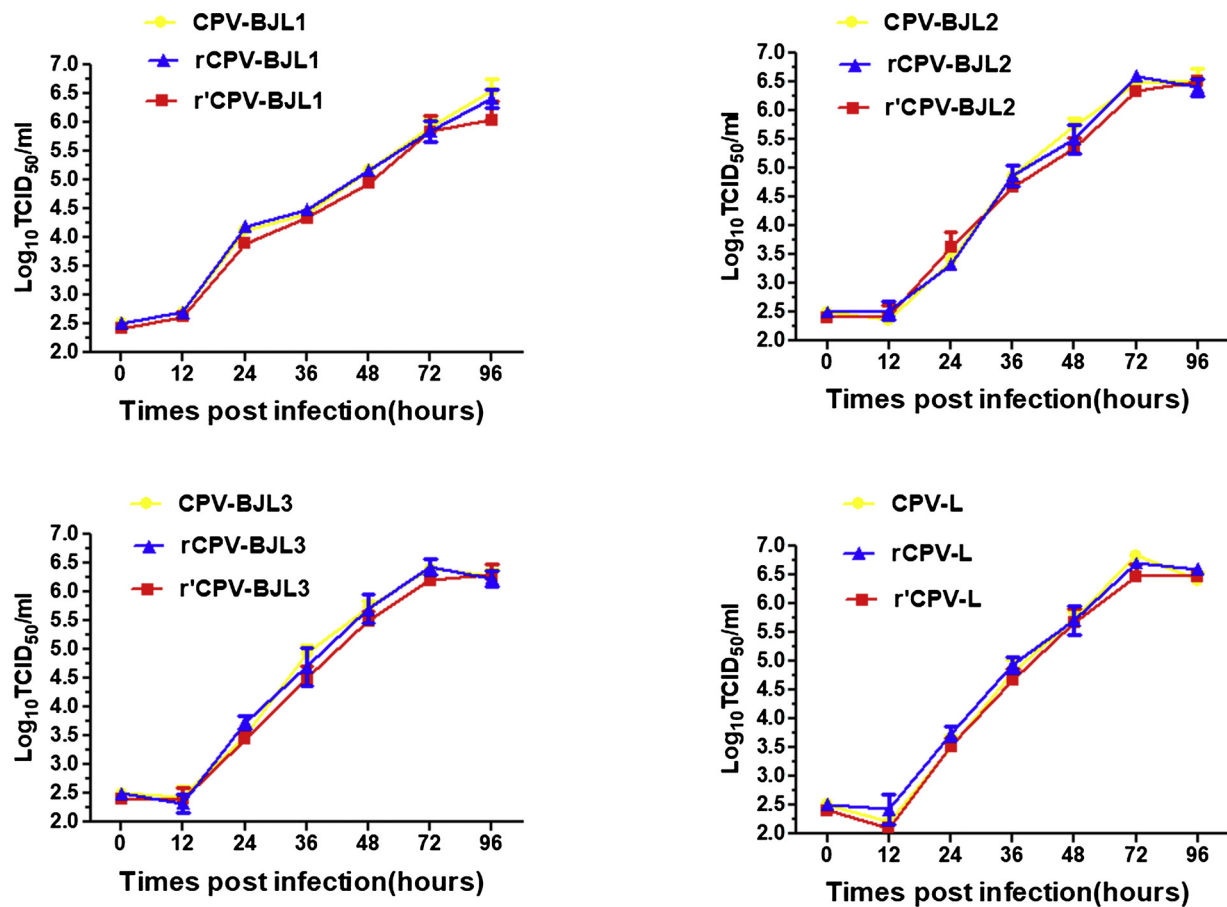 CPV-BJL1
rCPV-BJL1
r'CPV-BJL1
Log10TCID50/ml
7.0
6.5
6.0
5.5
5.0
4.5
4.0
3.5
3.0
2.5
2.0
0 12 24 36 48 72 96
Times post infection(hours)
CPV-BJL2
rCPV-BJL2
r'CPV-BJL2
Log10TCID50/ml
7.0
6.5
6.0
5.5
5.0
4.5
4.0
3.5
3.0
2.5
2.0
0 12 24 36 48 72 96
Times post infection(hours)
CPV-BJL3
rCPV-BJL3
r'CPV-BJL3
Log10TCID50/ml
7.0
6.5
6.0
5.5
5.0
4.5
4.0
3.5
3.0
2.5
2.0
0 12 24 36 48 72 96
Times post infection(hours)
CPV-L
rCPV-L
r'CPV-L
Log10TCID50/ml
7.0
6.5
6.0
5.5
5.0
4.5
4.0
3.5
3.0
2.5
2.0
0 12 24 36 48 72 96
Times post infection(hours)